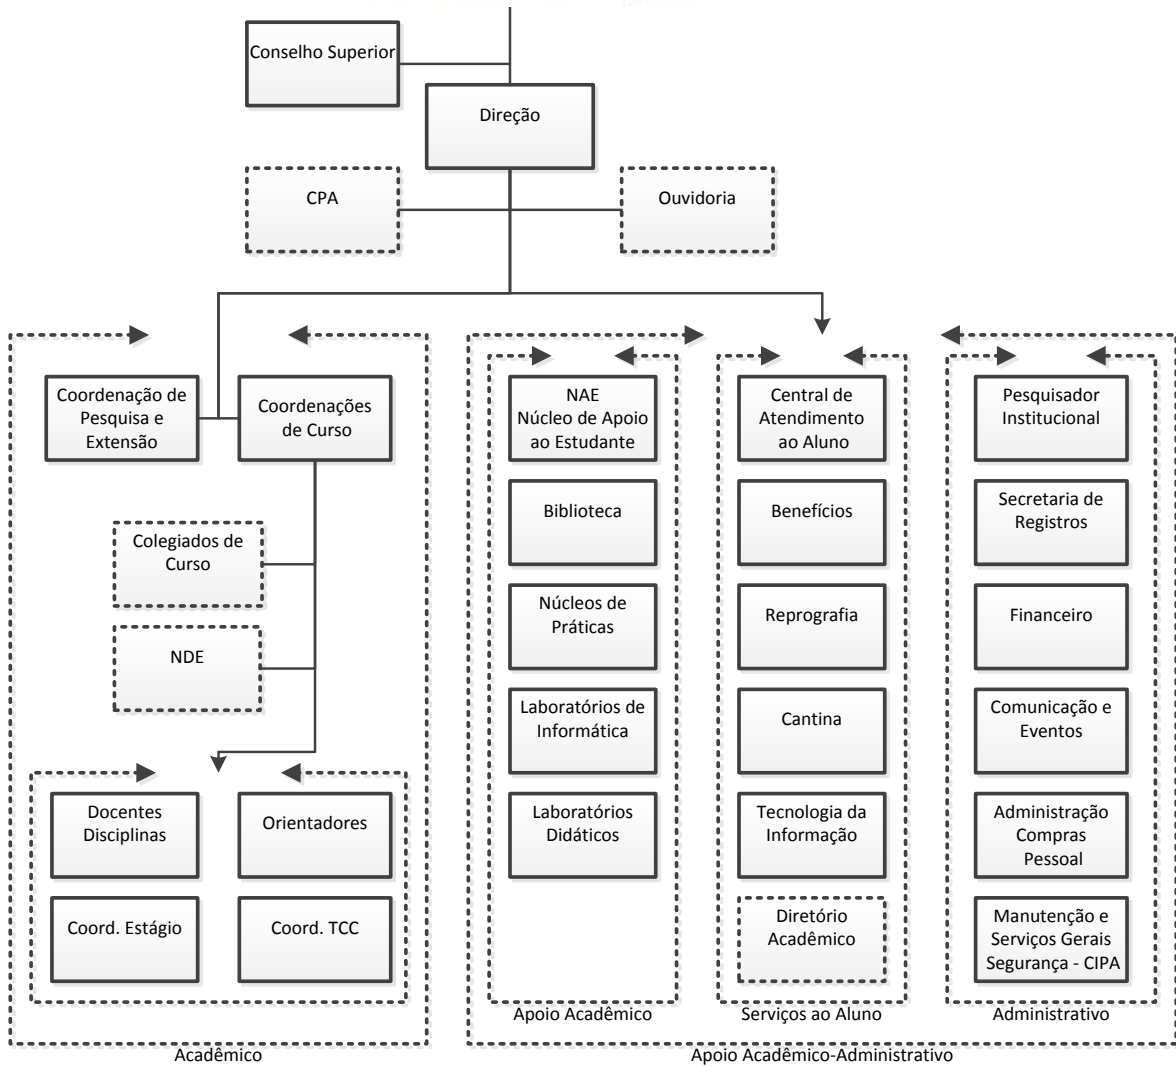 Conselho Superior
Direção
CPA
Ouvidoria
Coordenação de
Pesquisa e
Extensão
Coordenações
de Curso
Colegiados de
Curso
NDE
Docentes
Disciplinas
Orientadores
Coord. Estágio
Coord. TCC
Acadêmico
NAE
Núcleo de Apoio
ao Estudante
Biblioteca
Núcleos de
Práticas
Laboratórios de
Informática
Laboratórios
Didáticos
Apoio Acadêmico
Central de
Atendimento
ao Aluno
Benefícios
Reprografia
Cantina
Tecnologia da
Informação
Diretório
Acadêmico
Serviços ao Aluno
Pesquisador
Institucional
Secretaria de
Registros
Financeiro
Comunicação e
Eventos
Administração
Compras
Pessoal
Manutenção e
Serviços Gerais
Segurança - CIPA
Administrativo
Apoio Acadêmico-Administrativo